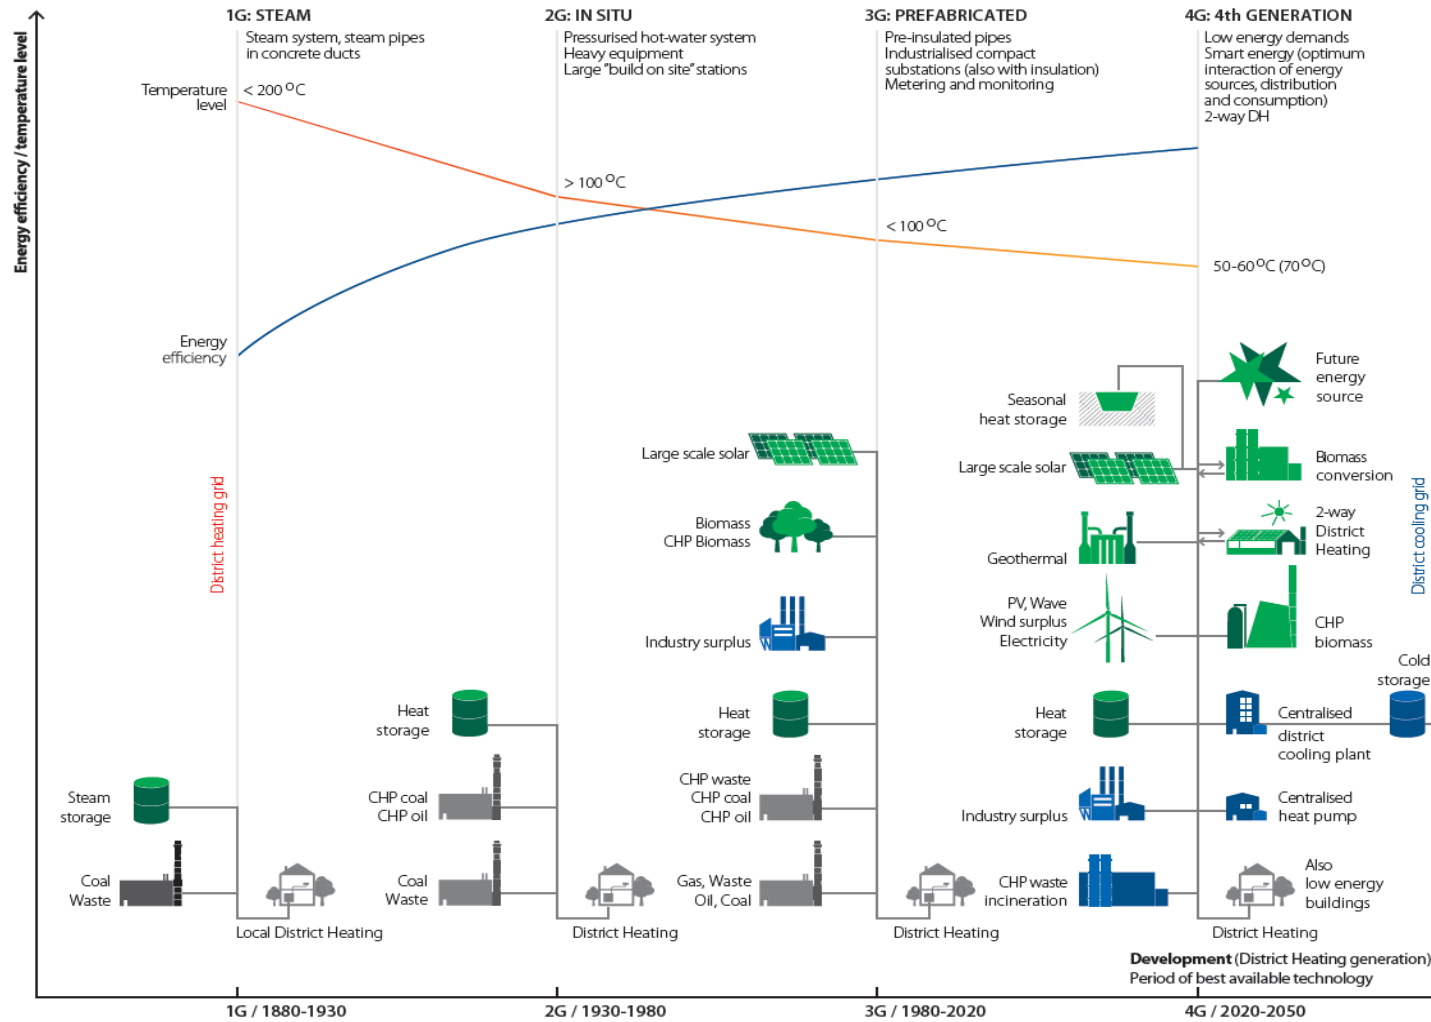 1G: STEAM
Steam system, steam pipes
in concrete ducts
2G: IN SITU
Pressurised hot-water system
Heavy equipment
Large "build on site" stations
3G: PREFABRICATED
Pre-insulated pipes
Industrialised compact
substations (also with insulation)
Metering and monitoring
4G: 4th GENERATION
Low energy demands
Smart energy (optimum
interaction of energy
sources, distribution
and consumption)
2-way DH
Energy efficiency / temperature level
Temperature
level
< 200 °C
> 100 °C
< 100 °C
50-60 °C (70°C)
Energy
efficiency
District heating grid
Steam
storage
Coal
Waste
Local District Heating
Heat
storage
CHP coal
CHP oil
Coal
Waste
District Heating
Large scale solar
Biomass
CHP Biomass
Industry surplus
Heat
storage
CHP waste
CHP coal
CHP oil
Gas, Waste
Oil, Coal
District Heating
Seasonal
heat storage
Large scale solar
Geothermal
PV, Wave
Wind surplus
Electricity
Heat
storage
Industry surplus
CHP waste
incineration
Future
energy
source
Biomass
conversion
2-way
District
Heating
CHP
biomass
Centralised
district
cooling plant
Cold
storage
Centralised
heat pump
Also
low energy
buildings
District Heating
District cooling grid
Development (District Heating generation)
Period of best available technology
1G / 1880-1930
2G / 1930-1980
3G / 1980-2020
4G / 2020-2050